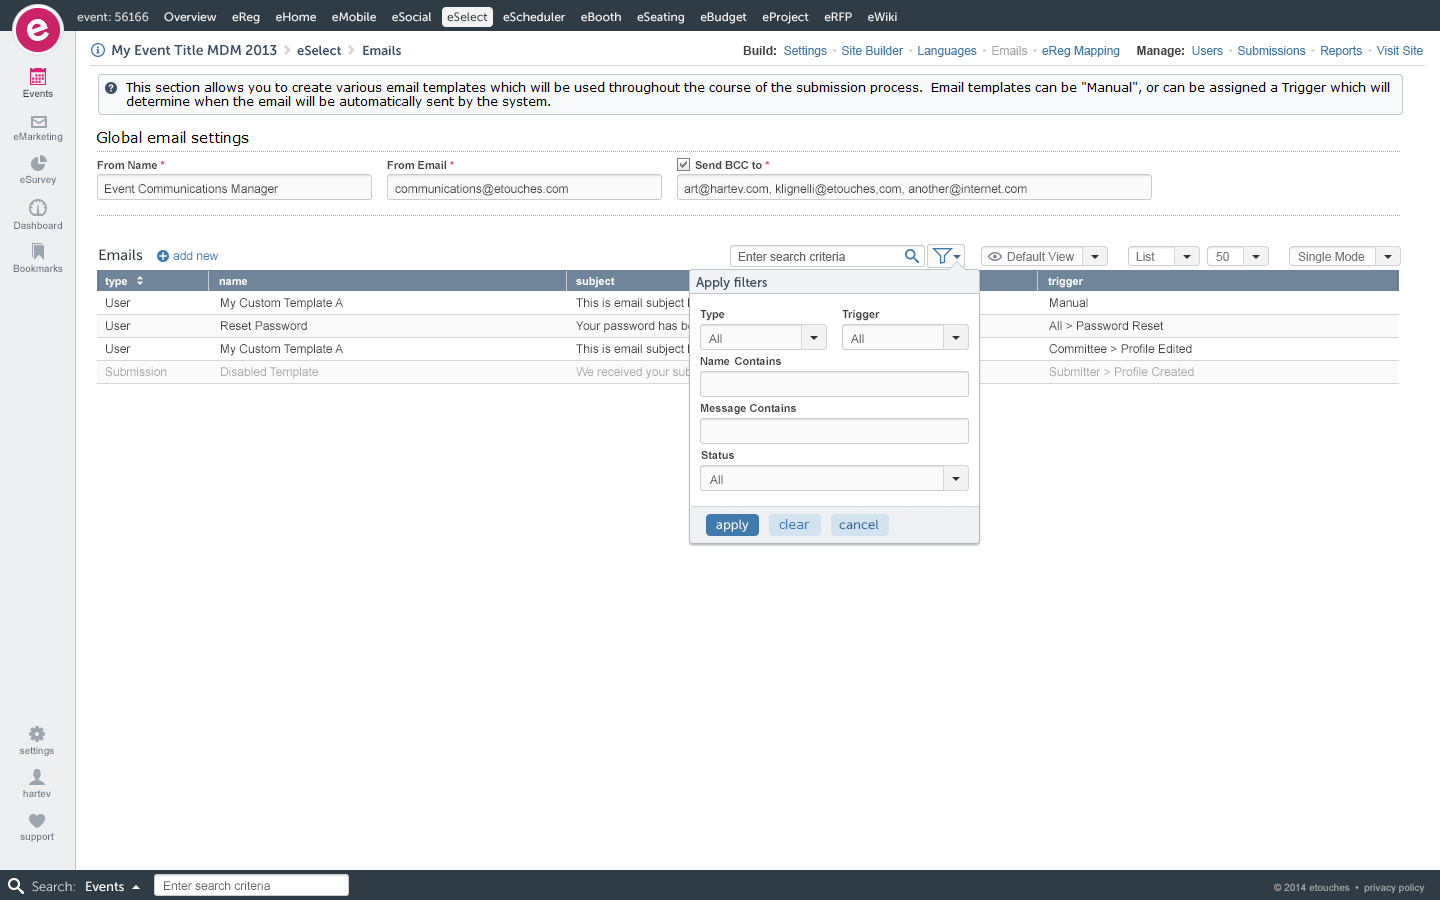 e
event: 56166 Overview eReg eHome eMobile eSocial eSelect eScheduler eBooth eSeating eBudget eProject eRFP eWiki
My Event Title MDM 2013 eSelect Emails
Build: Settings • Site Builder • Languages • Emails • eReg Mapping Manage: Users • Submissions • Reports • Visit Site
Events
eMarketing
eSurvey
Dashboard
Bookmarks
This section allows you to create various email templates which will be used throughout the course of the submission process. Email templates can be "Manual", or can be assigned a Trigger which will
determine when the email will be automatically sent by the system.
Global email settings
From Name * From Email * Send BCC to *
Event Communications Manager communications@etouches.com art@hartev.com, klignelli@etouches,com, another@internet.com
Emails add new Enter search criteria Default View List 50 Single Mode
type name subject trigger
User My Custom Template A This is email subject Manual
User Reset Password Your password has All > Password Reset
User My Custom Template A This is email subject Committee > Profile Edited
Submission Disabled Template We received your Submitter > Profile Created
Apply filters
Type Trigger
All All
Name Contains
Message Contains
Status
All
apply clear cancel
settings
hartev
support
Search: Events Enter search criteria
© 2014 etouches • privacy policy